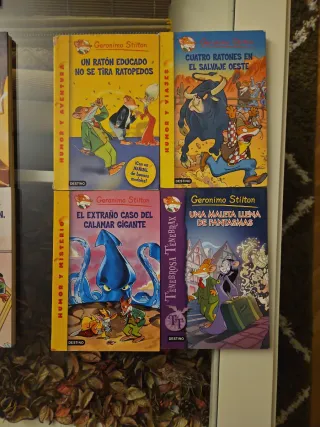 Geronimo Stilton
UN RATÓN EDUCADO
NO SE TIRA RATOPEDOS
HUMOR Y AVENTURA
DESTINO
CUATRO RATONES EN
EL SALVAJE OESTE
HUMOR Y VIAJES
DESTINO
Geronimo Stilton
EL EXTRAÑO CASO DEL
CALAMAR GIGANTE
HUMOR Y MISTERIO
DESTINO
Geronimo Stilton
UNA MALETA LLENA
DE FANTASMAS
TENEBROSA TENEBRAX
TT
DESTINO